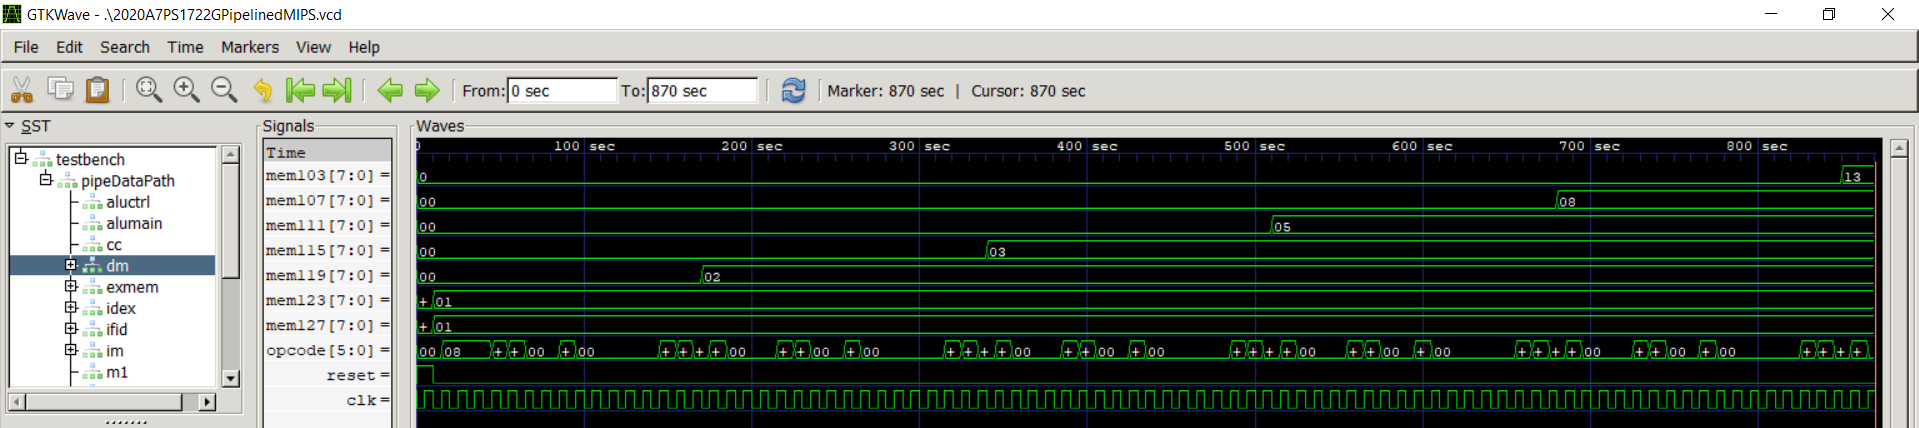 GTKWave - .\2020A7PS1722GPipelinedMIPS.vcd
File Edit Search Time Markers View Help
From: 0 sec To: 870 sec Marker: 870 sec | Cursor: 870 sec
SST
testbench
pipeDataPath
aluctrl
alumain
cc
dm
exmem
idex
ifid
im
m1
Signals
Time
mem103[7:0] =
mem107[7:0] =
mem111[7:0] =
mem115[7:0] =
mem119[7:0] =
mem123[7:0] =
mem127[7:0] =
opcode[5:0] =
reset =
clk =
Waves
0 100 sec 200 sec 300 sec 400 sec 500 sec 600 sec 700 sec 800 sec
0 13
00 08
00 05
00 03
00 02
+ 01
+ 01
00 08 + + 00 + 00 + + + + 00 + + 00 + 00 + + + + 00 + + 00 + 00 + + + + 00 + + 00 + 00 + + + + 00 + + 00 + 00 + + + +